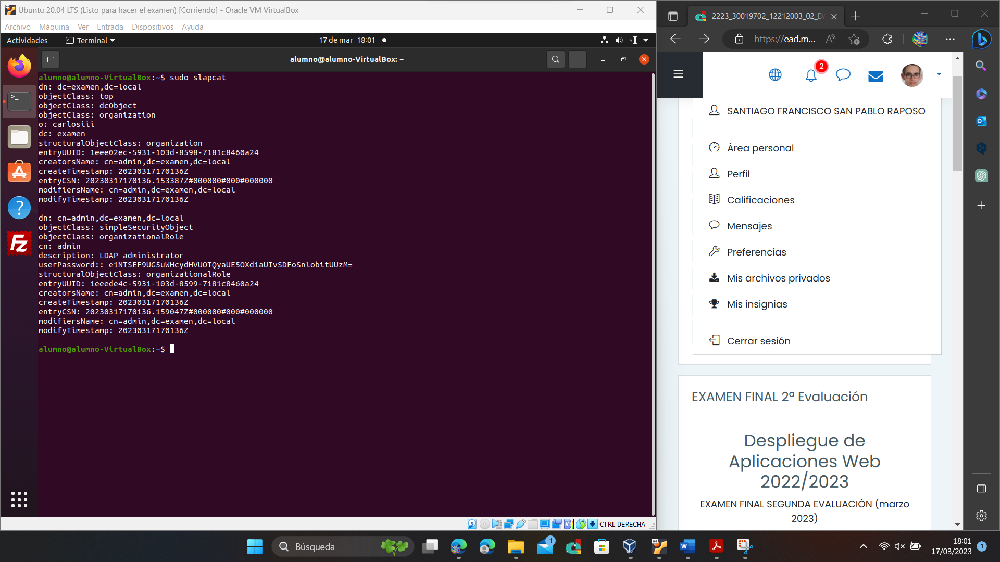 Ubuntu 20.04 LTS (Listo para hacer el examen) [Corriendo] - Oracle VM VirtualBox
Archivo Máquina Ver Entrada Dispositivos Ayuda
Actividades Terminal 17 de mar 18:01
alumno@alumno-VirtualBox: ~
alumno@alumno-VirtualBox:~$ sudo slapcat
dn: dc=examen,dc=local
objectClass: top
objectClass: dcObject
objectClass: organization
o: carlosiii
dc: examen
structuralObjectClass: organization
entryUUID: 1eee02ec-5931-103d-8598-7181c8460a24
creatorsName: cn=admin,dc=examen,dc=local
createTimestamp: 20230317170136Z
entryCSN: 20230317170136.153387Z#000000#000#000000
modifiersName: cn=admin,dc=examen,dc=local
modifyTimestamp: 20230317170136Z
dn: cn=admin,dc=examen,dc=local
objectClass: simpleSecurityObject
objectClass: organizationalRole
cn: admin
description: LDAP administrator
userPassword:: e1NTSEF9UG5uWHcydHVUOTQyaUE5OXd1aUIvSDFoSnlobitUUzM=
structuralObjectClass: organizationalRole
entryUUID: 1eeede4c-5931-103d-8599-7181c8460a24
creatorsName: cn=admin,dc=examen,dc=local
createTimestamp: 20230317170136Z
entryCSN: 20230317170136.159047Z#000000#000#000000
modifiersName: cn=admin,dc=examen,dc=local
modifyTimestamp: 20230317170136Z
alumno@alumno-VirtualBox:~$
CTRL DERECHA
2223_30019702_12212003_02_DA
https://ead.m...
2
SANTIAGO FRANCISCO SAN PABLO RAPOSO
Área personal
Perfil
Calificaciones
Mensajes
Preferencias
Mis archivos privados
Mis insignias
Cerrar sesión
EXAMEN FINAL 2ª Evaluación
Despliegue de
Aplicaciones Web
2022/2023
EXAMEN FINAL SEGUNDA EVALUACIÓN (marzo
2023)
Búsqueda
1
64
18:01
17/03/2023
1